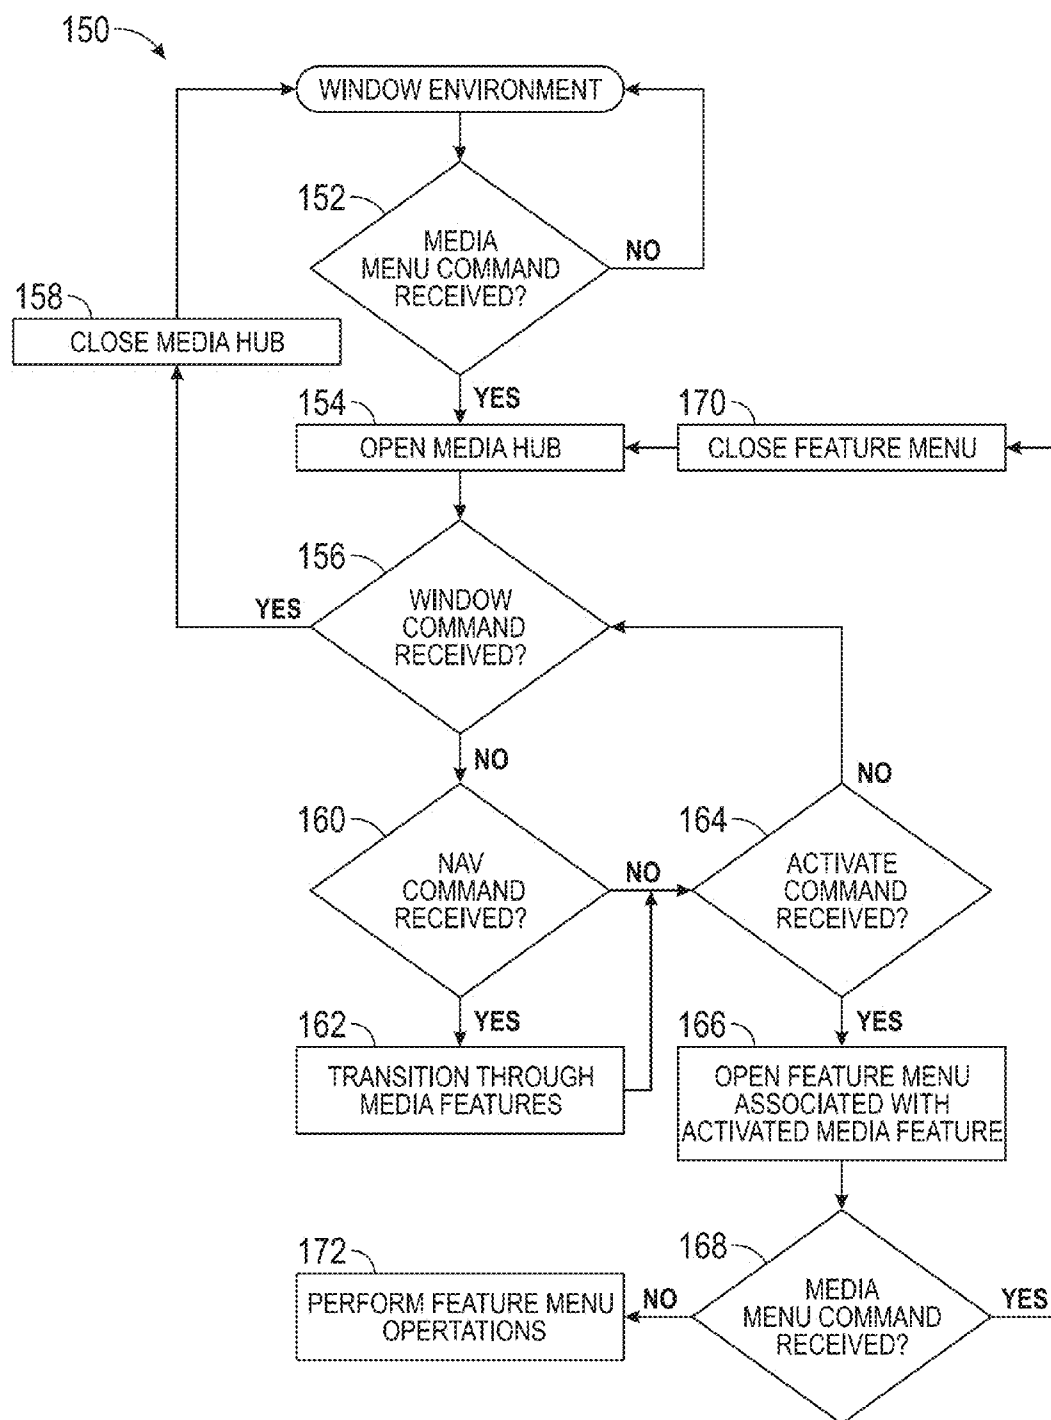 150
WINDOW ENVIRONMENT
152
MEDIA
MENU COMMAND
RECEIVED?
NO
158
CLOSE MEDIA HUB
YES
154
OPEN MEDIA HUB
170
CLOSE FEATURE MENU
156
WINDOW
COMMAND
RECEIVED?
YES
NO
160
NAV
COMMAND
RECEIVED?
NO
164
ACTIVATE
COMMAND
RECEIVED?
NO
YES
162
TRANSITION THROUGH
MEDIA FEATURES
YES
166
OPEN FEATURE MENU
ASSOCIATED WITH
ACTIVATED MEDIA FEATURE
168
MEDIA
MENU COMMAND
RECEIVED?
YES
NO
172
PERFORM FEATURE MENU
OPERTATIONS